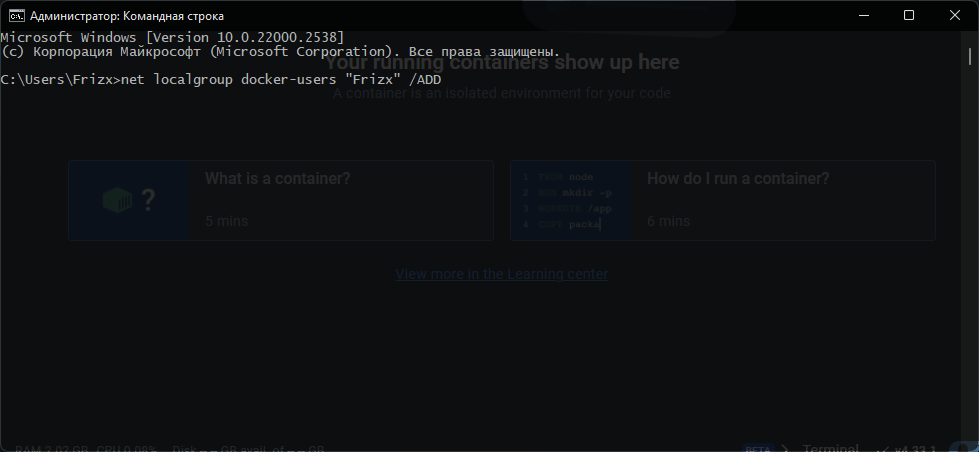 Администратор: Командная строка
Microsoft Windows [Version 10.0.22000.2538]
(c) Корпорация Майкрософт (Microsoft Corporation). Все права защищены.
Your running containers show up here
C:\Users\Frizx>net localgroup docker-users "Frizx" /ADD
A container is an isolated environment for your code
What is a container?
5 mins
How do I run a container?
6 mins
1 FROM node
2 RUN mkdir -p
3 WORKDIR /app
4 COPY packa
?
View more in the Learning center
RAM 3.02 GB CPU 0.08% Disk -.-- GB avail. of -.-- GB
BETA
Terminal
v4.33.1